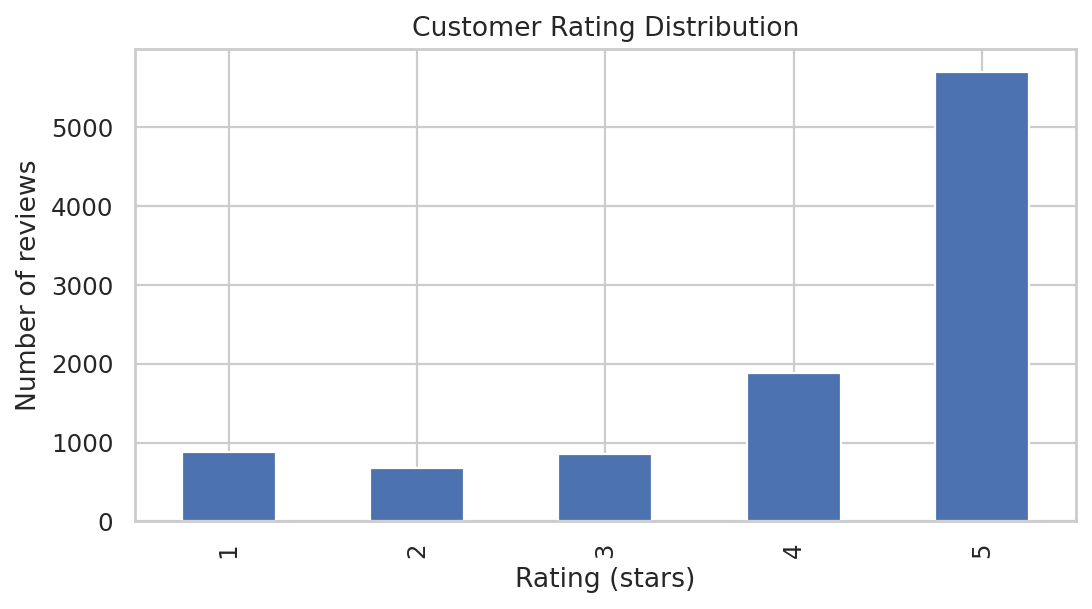 Customer Rating Distribution
Number of reviews
5000
4000
3000
2000
1000
0
1 2 3 4 5
Rating (stars)